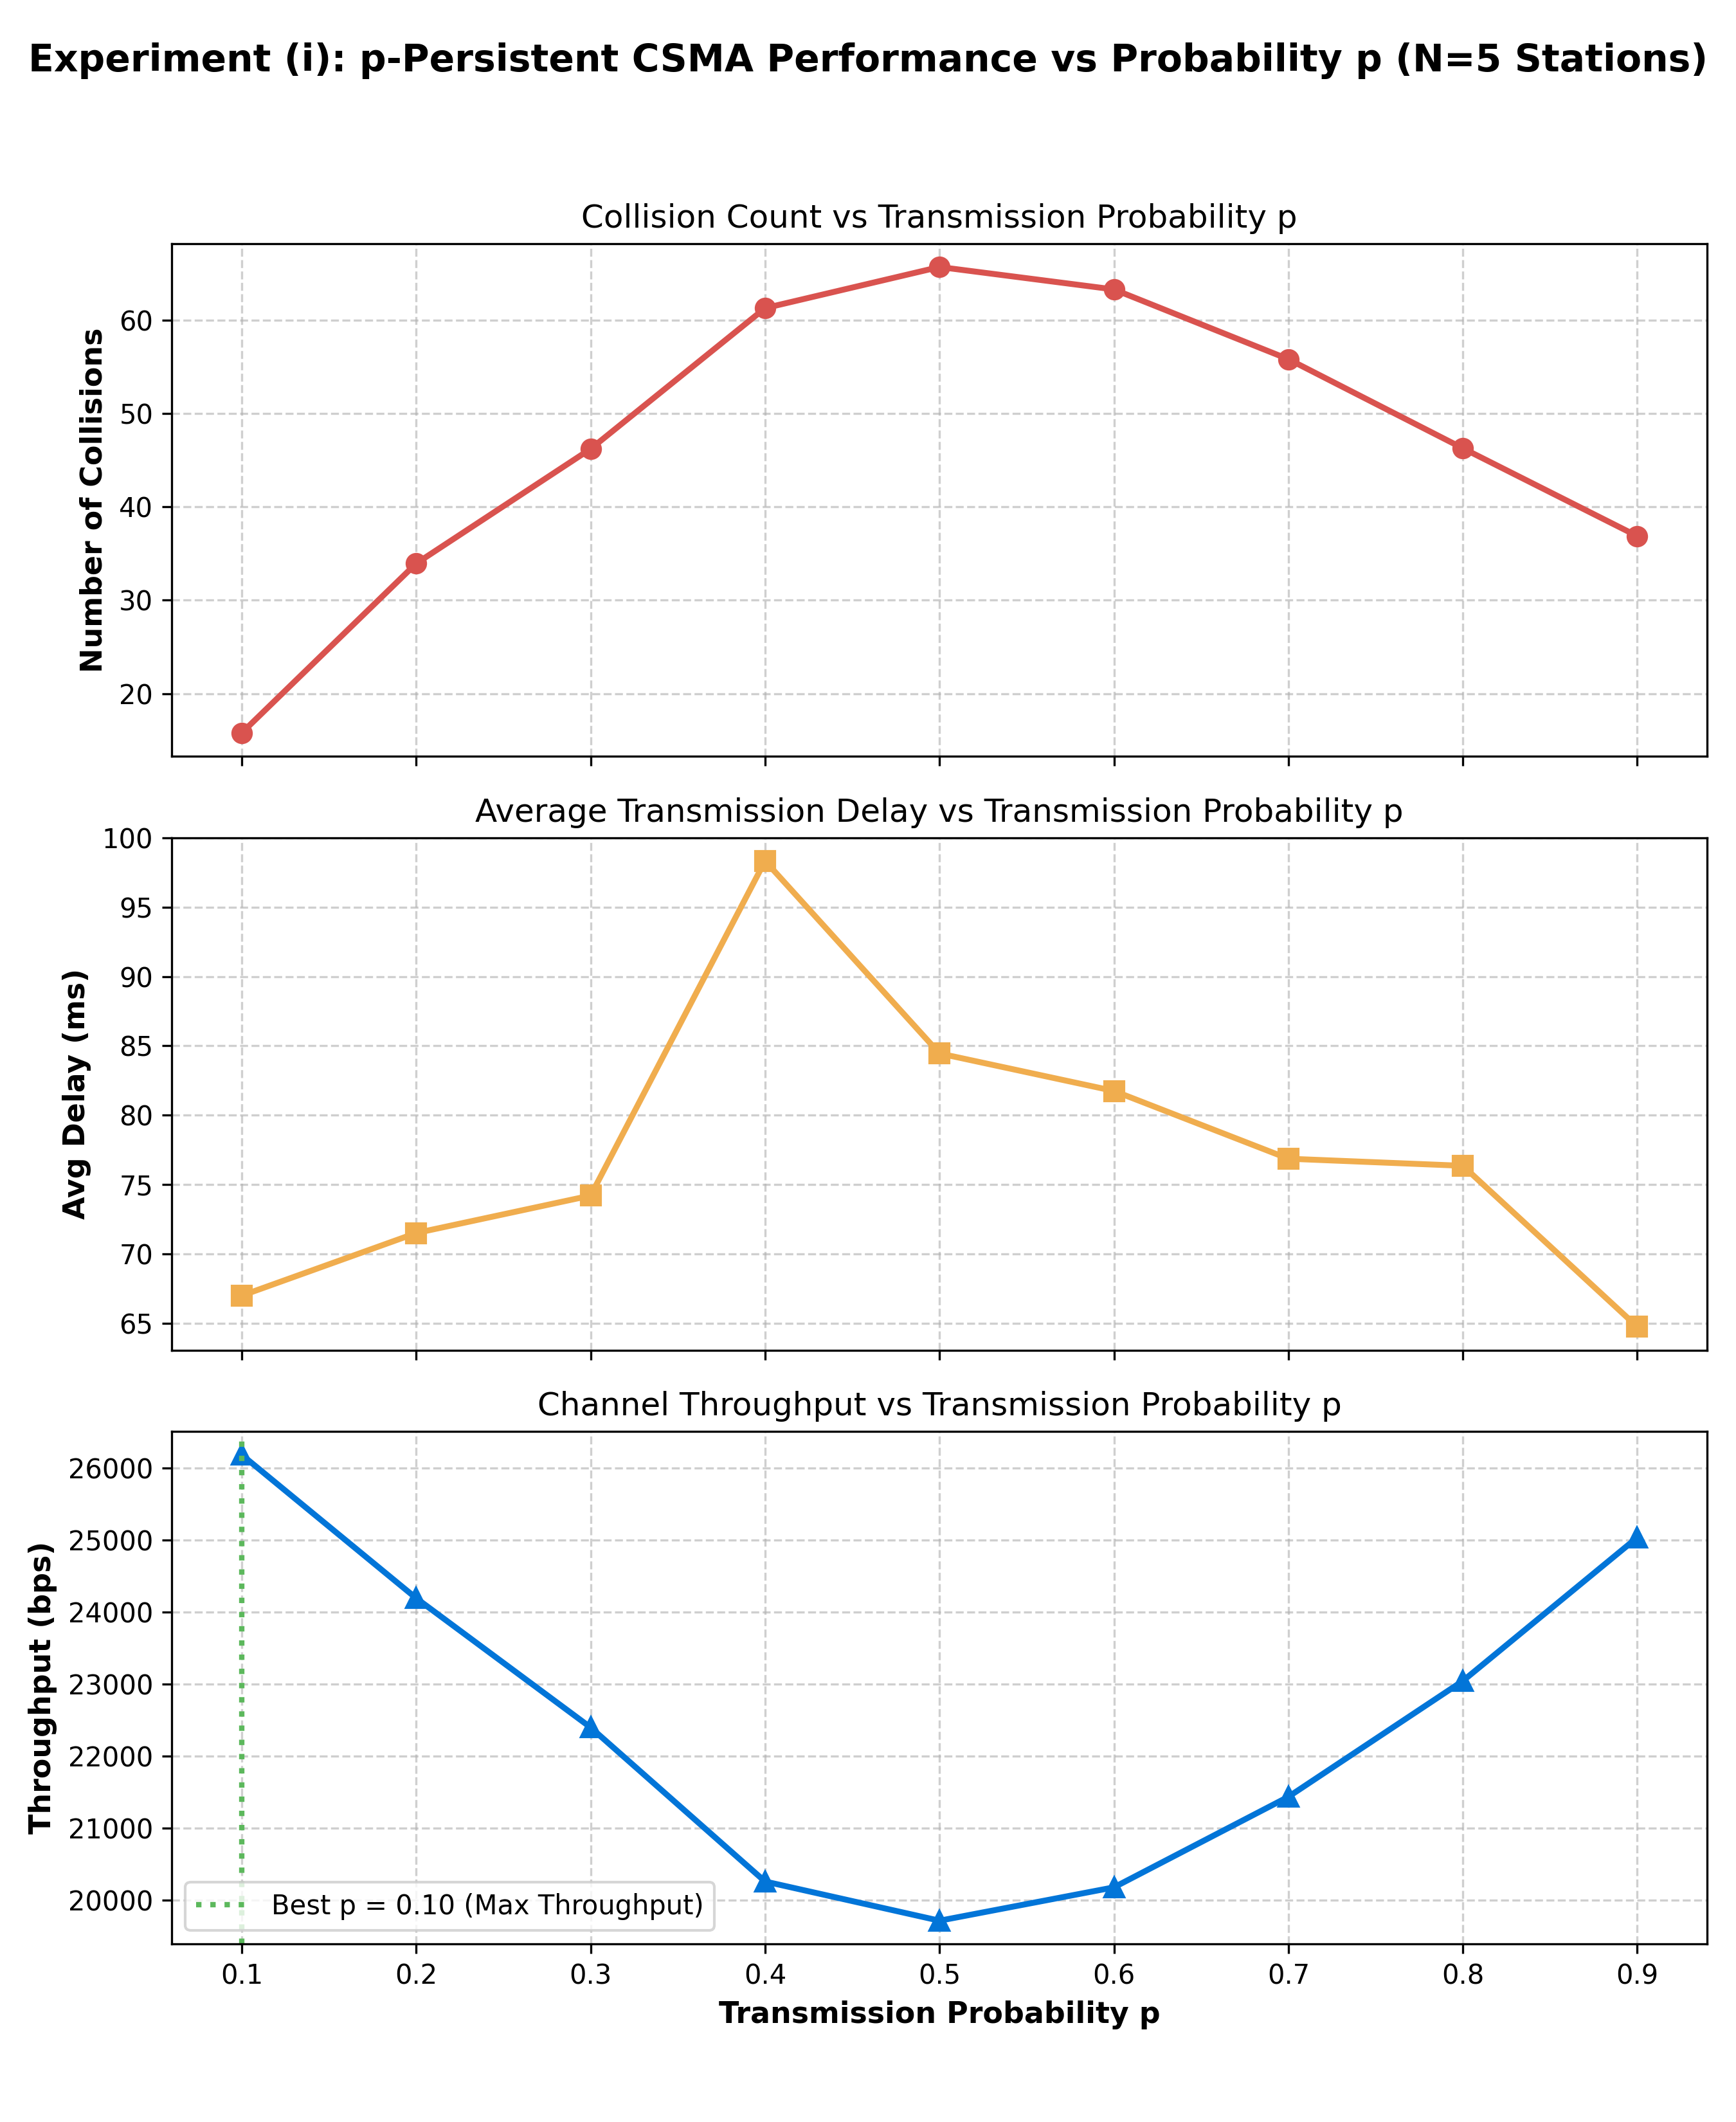 Experiment (i): p-Persistent CSMA Performance vs Probability p (N=5 Stations)
Collision Count vs Transmission Probability p
Number of Collisions
60
50
40
30
20
Average Transmission Delay vs Transmission Probability p
Avg Delay (ms)
100
95
90
85
80
75
70
65
Channel Throughput vs Transmission Probability p
Throughput (bps)
26000
25000
24000
23000
22000
21000
20000
Best p = 0.10 (Max Throughput)
0.1 0.2 0.3 0.4 0.5 0.6 0.7 0.8 0.9
Transmission Probability p